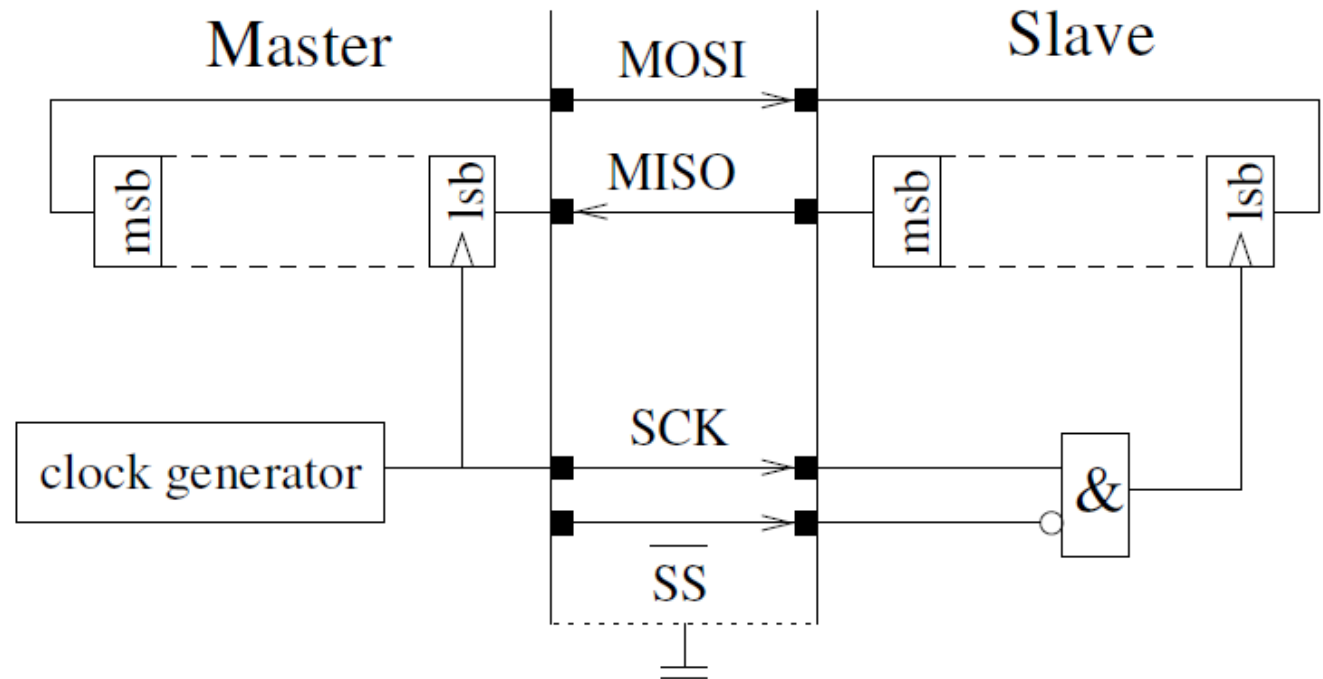 Master
Slave
MOSI
MISO
msb
lsb
msb
lsb
SCK
clock generator
&
SS